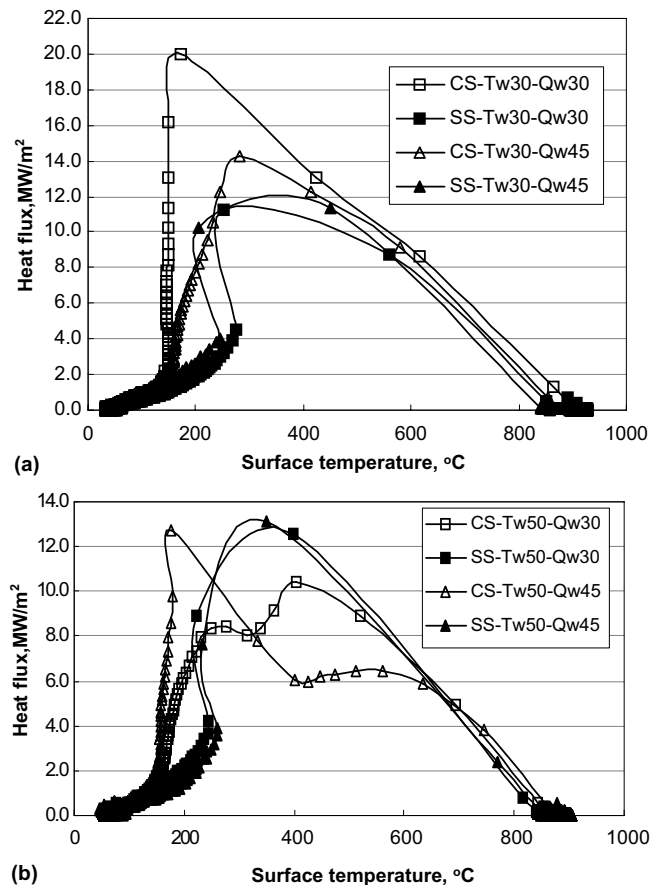 20.0
18.0
16.0
14.0
12.0
10.0
8.0
6.0
4.0
2.0
0.0
Heat flux,MW/m²
CS-Tw30-Qw30
SS-Tw30-Qw30
CS-Tw30-Qw45
SS-Tw30-Qw45
0 200 400 600 800 1000
(a) Surface temperature, °C
14.0
12.0
10.0
8.0
6.0
4.0
2.0
0.0
Heat flux,MW/m²
CS-Tw50-Qw30
SS-Tw50-Qw30
CS-Tw50-Qw45
SS-Tw50-Qw45
0 200 400 600 800 1000
(b) Surface temperature, °C